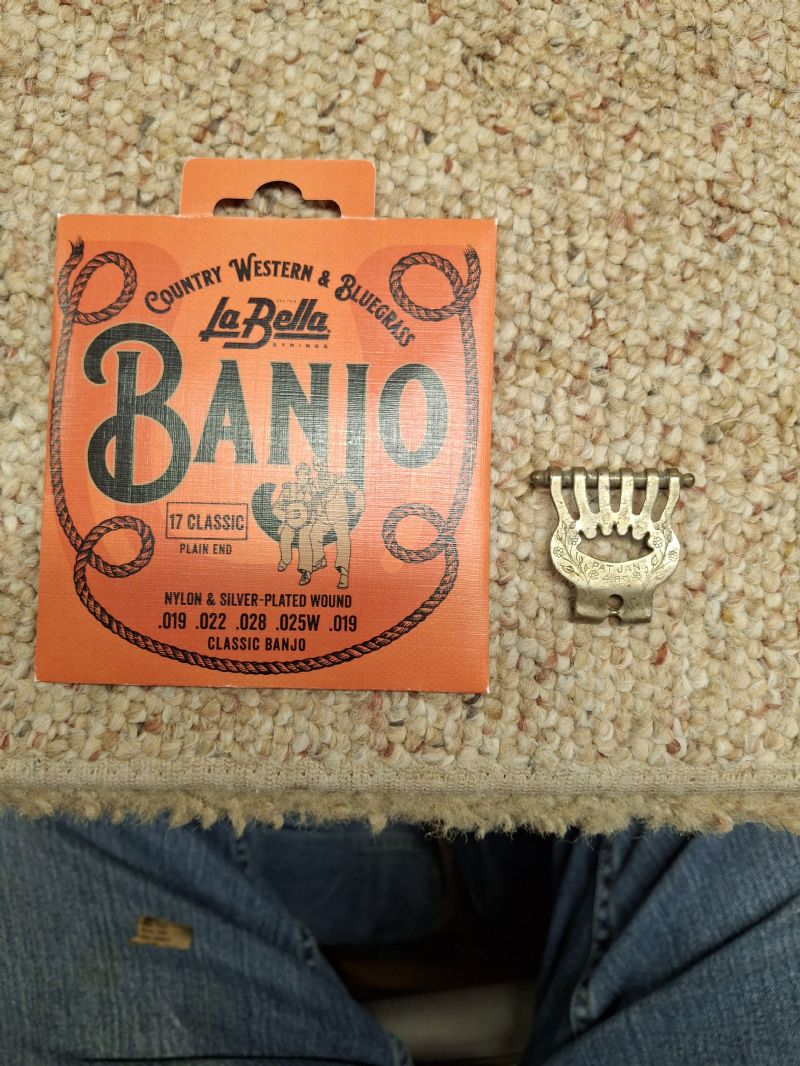 COUNTRY WESTERN & BLUEGRASS
La Bella
STRINGS
BANJO
17 CLASSIC
PLAIN END
NYLON & SILVER-PLATED WOUND
.019 .022 .028 .025W .019
CLASSIC BANJO
PAT JAN.